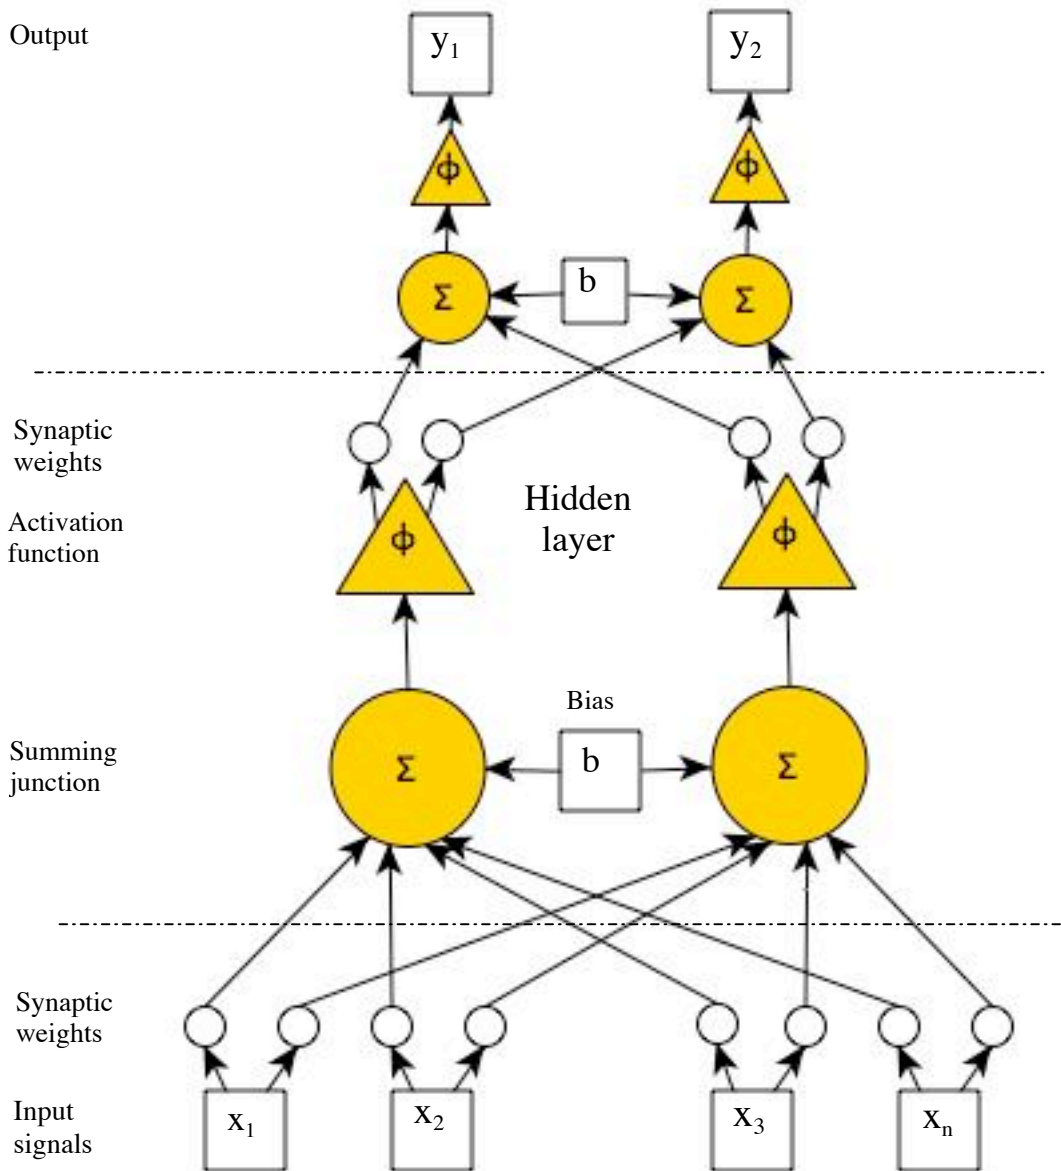 Output
y₁
y₂
ϕ
ϕ
Σ
b
Σ
Synaptic
weights
Activation
function
Hidden
layer
ϕ
ϕ
Bias
Summing
junction
Σ
b
Σ
Synaptic
weights
Input
signals
x₁
x₂
x₃
xₙ